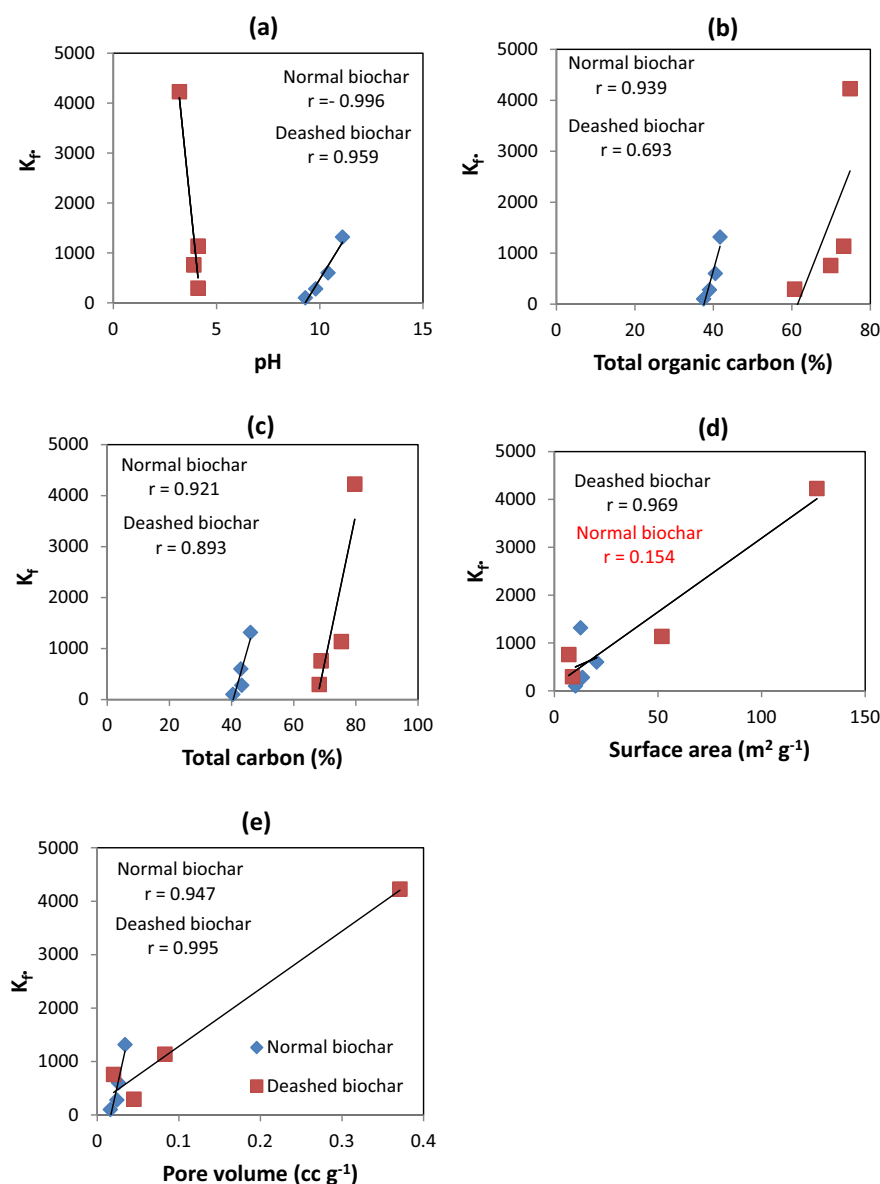 (a)
5000
4000
3000
2000
1000
0
Kf.
Normal biochar
r =- 0.996
Deashed biochar
r = 0.959
0 5 10 15
pH
(b)
5000
4000
3000
2000
1000
0
Kf.
Normal biochar
r = 0.939
Deashed biochar
r = 0.693
0 20 40 60 80
Total organic carbon (%)
(c)
5000
4000
3000
2000
1000
0
Kf
Normal biochar
r = 0.921
Deashed biochar
r = 0.893
0 20 40 60 80 100
Total carbon (%)
(d)
5000
4000
3000
2000
1000
0
Kf.
Deashed biochar
r = 0.969
Normal biochar
r = 0.154
0 50 100 150
Surface area (m² g⁻¹)
(e)
5000
4000
3000
2000
1000
0
Kf.
Normal biochar
r = 0.947
Deashed biochar
r = 0.995
Normal biochar
Deashed biochar
0 0.1 0.2 0.3 0.4
Pore volume (cc g⁻¹)